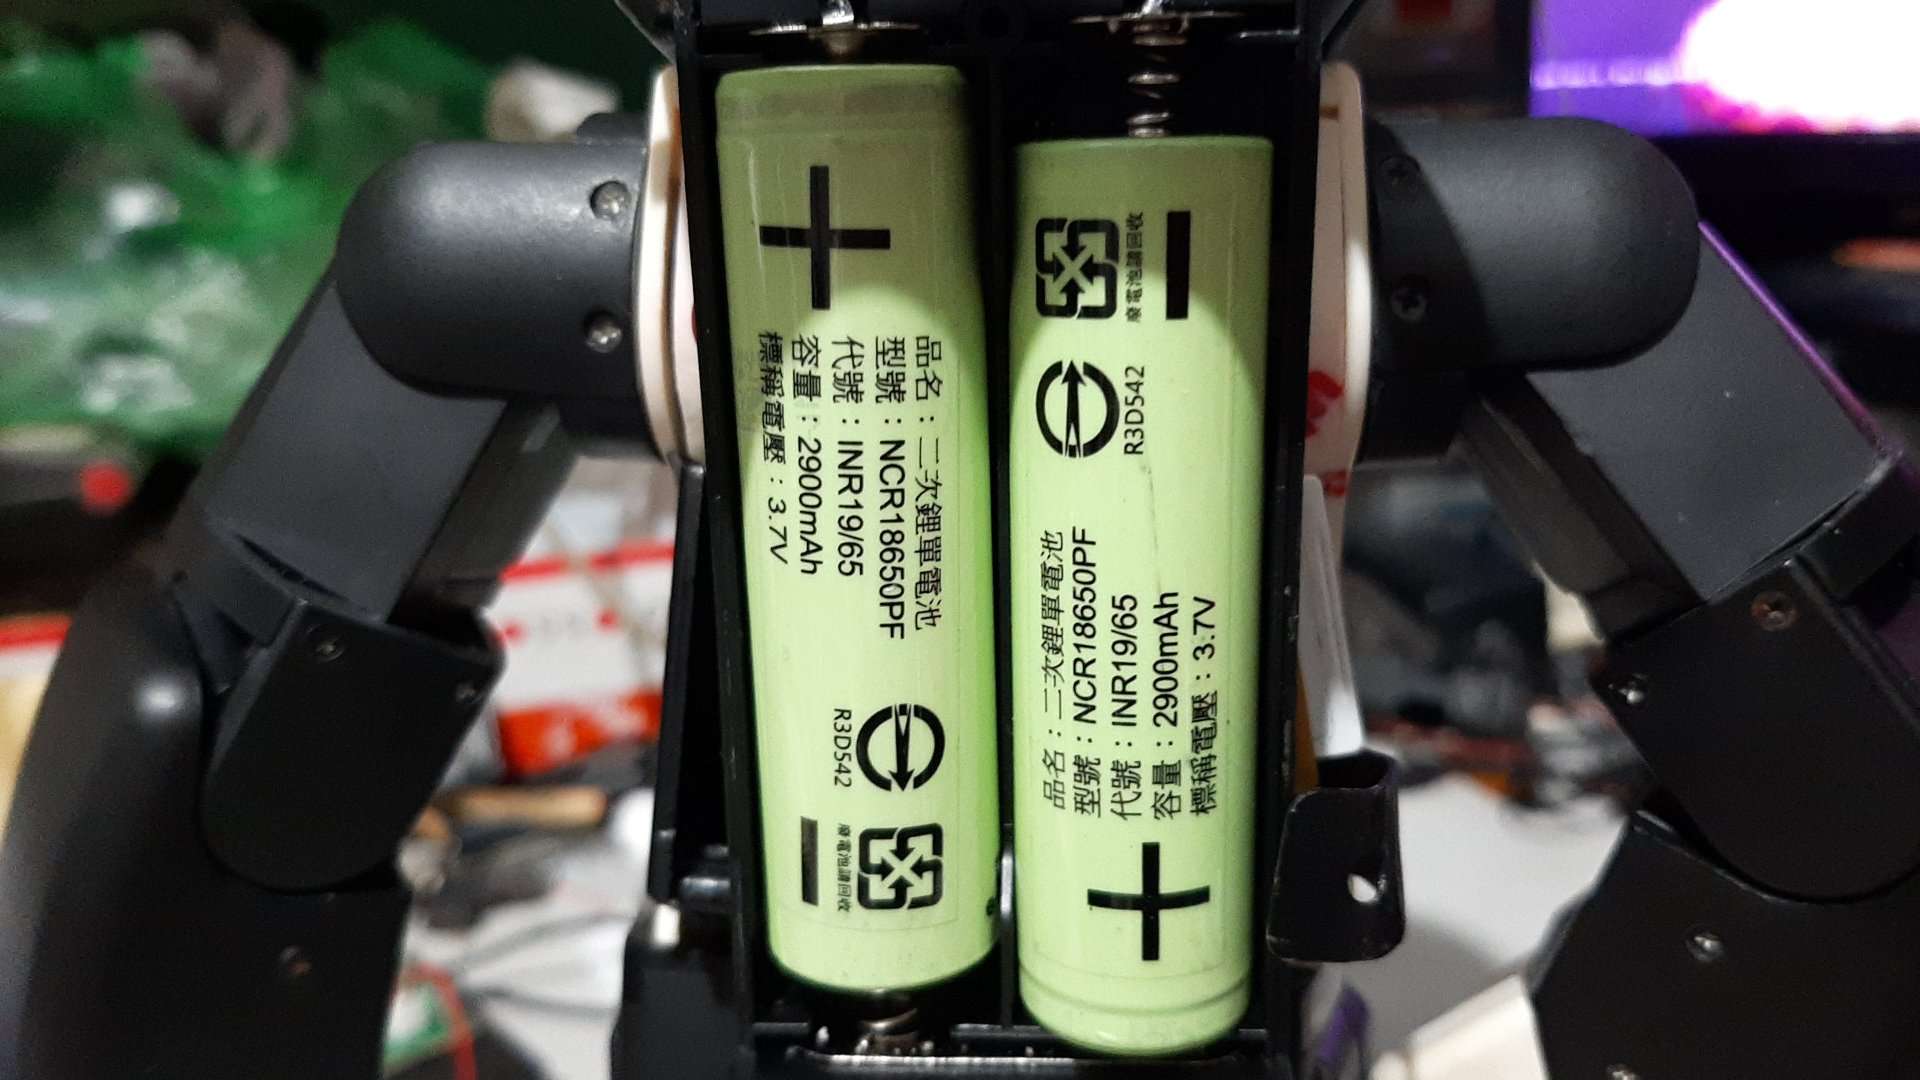 +
品名：二次鋰單電池
型號：NCR18650PF
代號：INR19/65
容量：2900mAh
標稱電壓：3.7V
R3D542
廢電池請回收
−
+
品名：二次鋰單電池
型號：NCR18650PF
代號：INR19/65
容量：2900mAh
標稱電壓：3.7V
R3D542
廢電池請回收
−